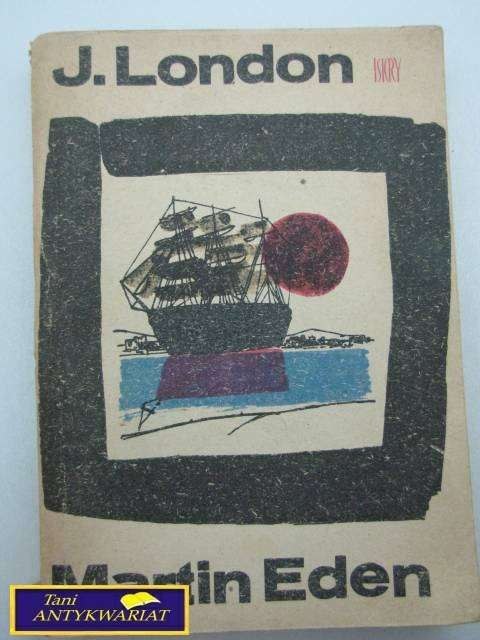 J. London
ISKRY
Martin Eden
Tani
ANTYKWARIAT